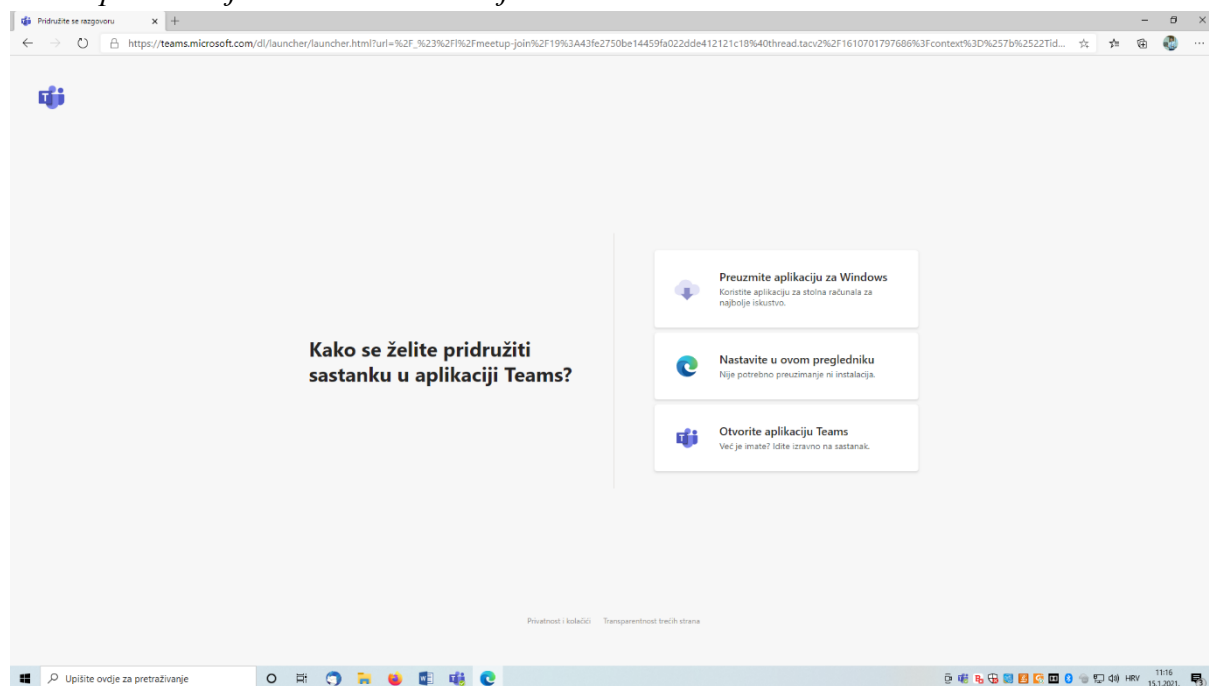 Pridružite se razgovoru
https://teams.microsoft.com/dl/launcher/launcher.html?url=%2F_%23%2Fl%2Fmeetup-join%2F19%3A43fe2750be14459fa022dde412121c18%40thread.tacv2%2F1610701797686%3Fcontext%3D%257b%2522Tid...
Preuzmite aplikaciju za Windows
Koristite aplikaciju za stolna računala za
najbolje iskustvo.
Kako se želite pridružiti
sastanku u aplikaciji Teams?
Nastavite u ovom pregledniku
Nije potrebno preuzimanje ni instalacija.
Otvorite aplikaciju Teams
Već je imate? Idite izravno na sastanak.
Privatnost i kolačići Transparentnost trećih strana
Upišite ovdje za pretraživanje
HRV
11:16
15.1.2021.